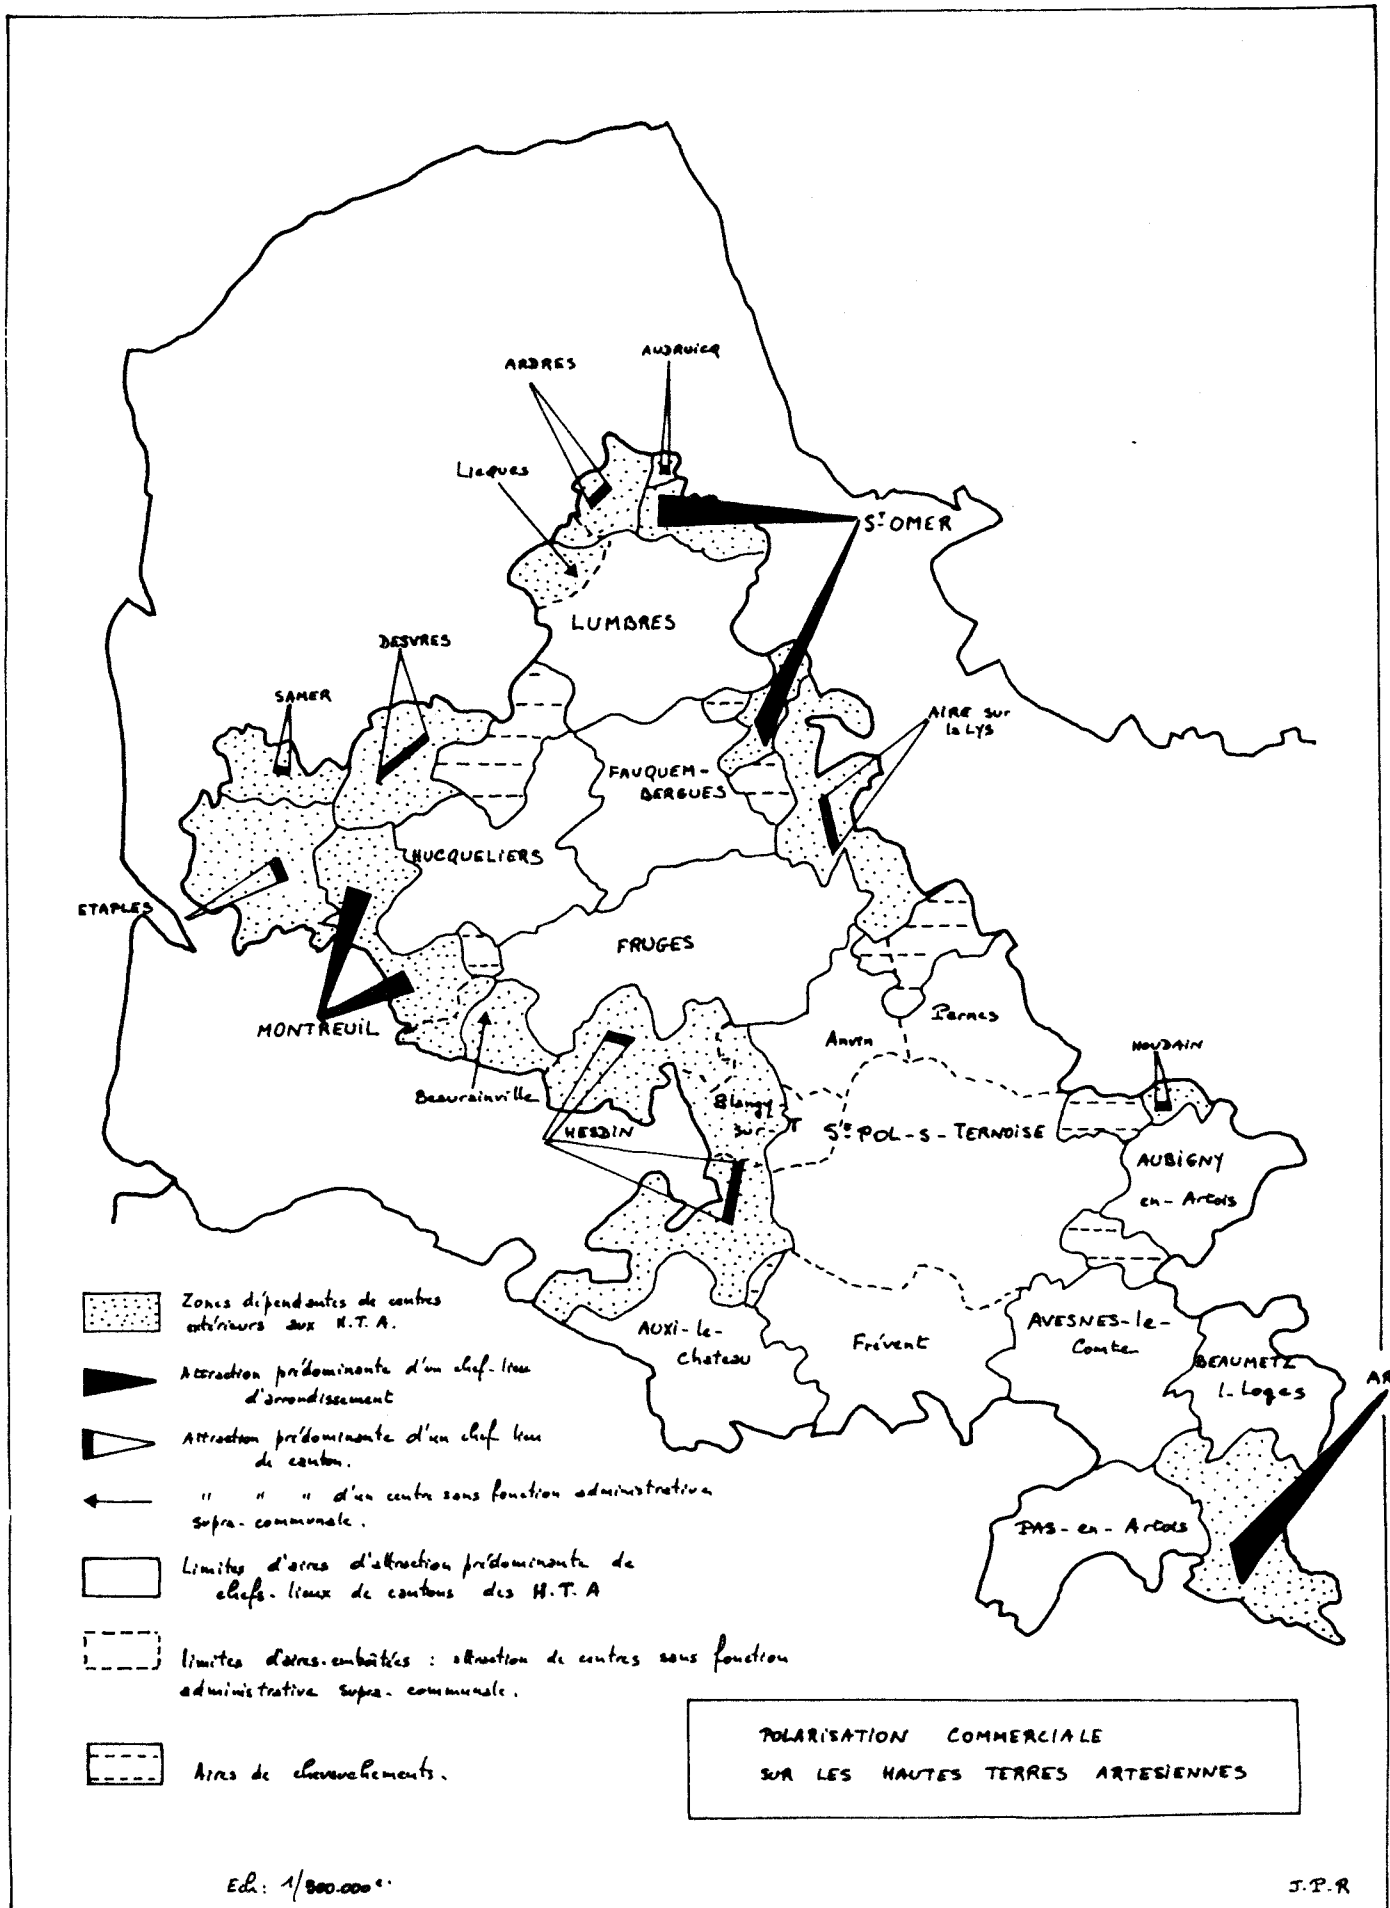 ARDRES
AUDRUICQ
Licques
ST OMER
LUMBRES
DESVRES
SAMER
AIRE sur
la LYS
FAUQUEM-
BERGUES
HUCQUELIERS
ETAPLES
FRUGES
MONTREUIL
Pernes
Anvin
HOUDAIN
Beaurainville
Blangy-
sur-T
HESDIN
ST POL-S-TERNOISE
AUBIGNY
en-Artois
AUXI-le-
Chateau
Frévent
AVESNES-le-
Comte
BEAUMETZ
l-Loges
AR
PAS-en-Artois
Zones dépendantes de centres
extérieurs aux H.T.A.
Attraction prédominante d'un chef-lieu
d'arrondissement
Attraction prédominante d'un chef lieu
de canton.
" " " d'un centre sans fonction administrative
supra-communale.
Limites d'aires d'attraction prédominante de
chefs-lieux de cantons des H.T.A
limites d'aires-emboîtées : attraction de centres sans fonction
administrative supra-communale.
Aires de chevauchements.
POLARISATION COMMERCIALE
SUR LES HAUTES TERRES ARTESIENNES
Ech: 1/
J.P.R